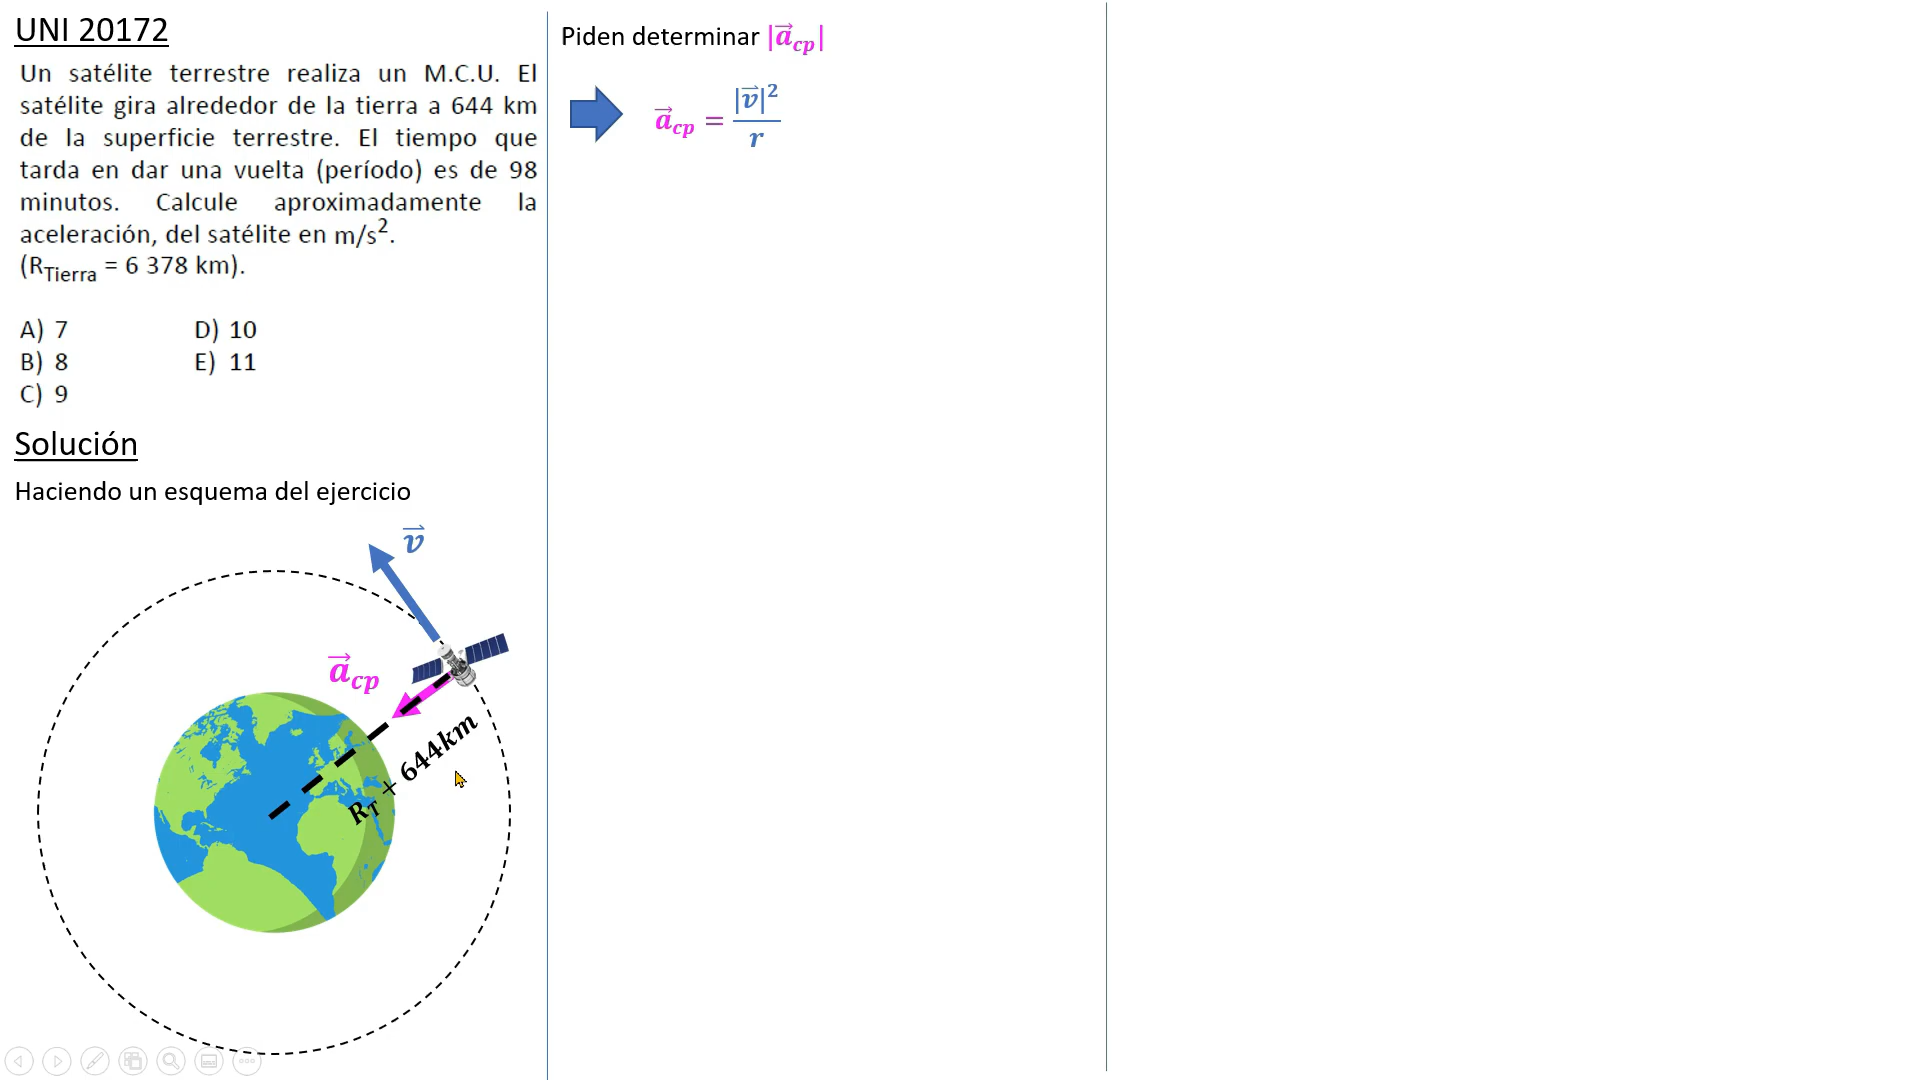 UNI 20172
Un satélite terrestre realiza un M.C.U. El
satélite gira alrededor de la tierra a 644 km
de la superficie terrestre. El tiempo que
tarda en dar una vuelta (período) es de 98
minutos. Calcule aproximadamente la
aceleración, del satélite en m/s².
(R_Tierra = 6 378 km).
A) 7
D) 10
B) 8
E) 11
C) 9
Solución
Haciendo un esquema del ejercicio
v⃗
a⃗_cp
R_T + 644km
Piden determinar |a⃗_cp|
a⃗_cp = |v⃗|² / r